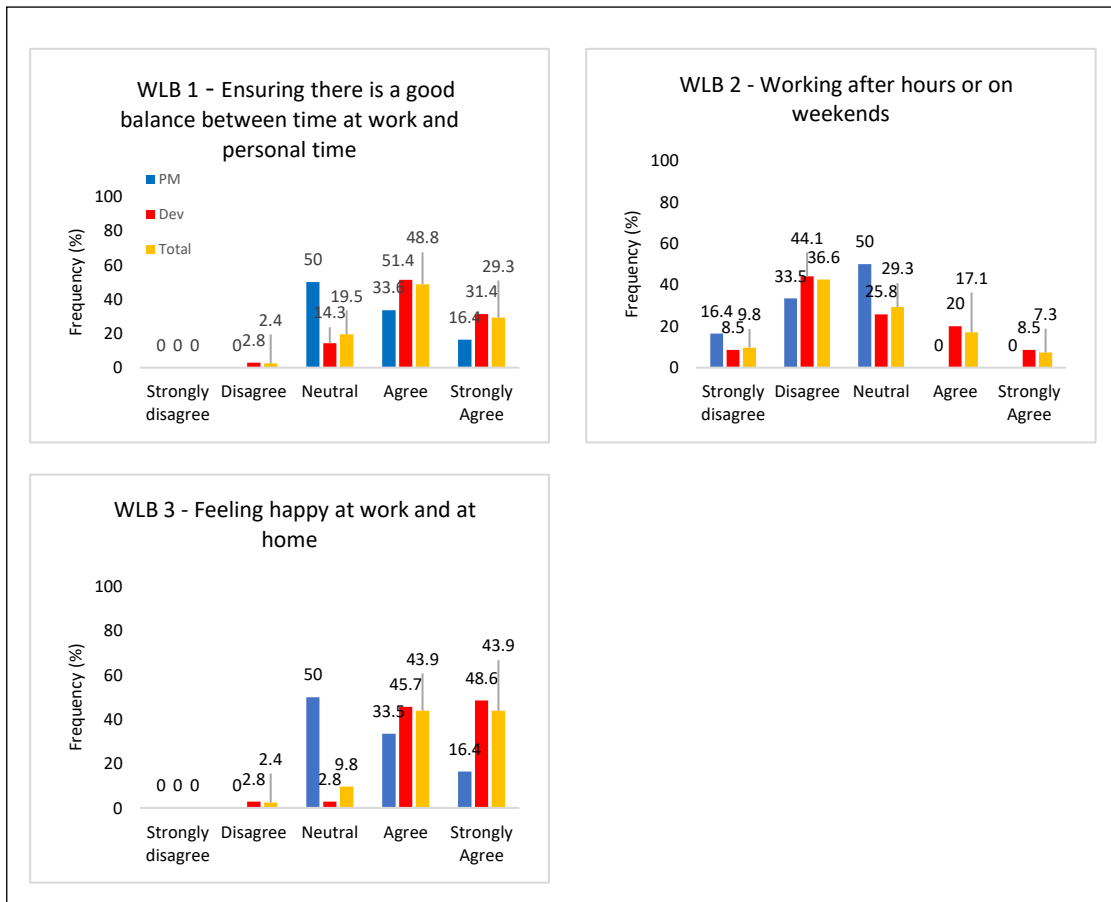 WLB 1 - Ensuring there is a good
balance between time at work and
personal time
PM
Dev
Total
Frequency (%)
100
80
60
40
20
0
0 0 0
0 2.8 2.4
50 14.3 19.5
33.6 51.4 48.8
16.4 31.4 29.3
Strongly disagree
Disagree
Neutral
Agree
Strongly Agree
WLB 2 - Working after hours or on
weekends
Frequency (%)
100
80
60
40
20
0
16.4 8.5 9.8
33.5 44.1 36.6
50 25.8 29.3
0 20 17.1
0 8.5 7.3
Strongly disagree
Disagree
Neutral
Agree
Strongly Agree
WLB 3 - Feeling happy at work and at
home
Frequency (%)
100
80
60
40
20
0
0 0 0
0 2.8 2.4
50 2.8 9.8
33.5 45.7 43.9
16.4 48.6 43.9
Strongly disagree
Disagree
Neutral
Agree
Strongly Agree